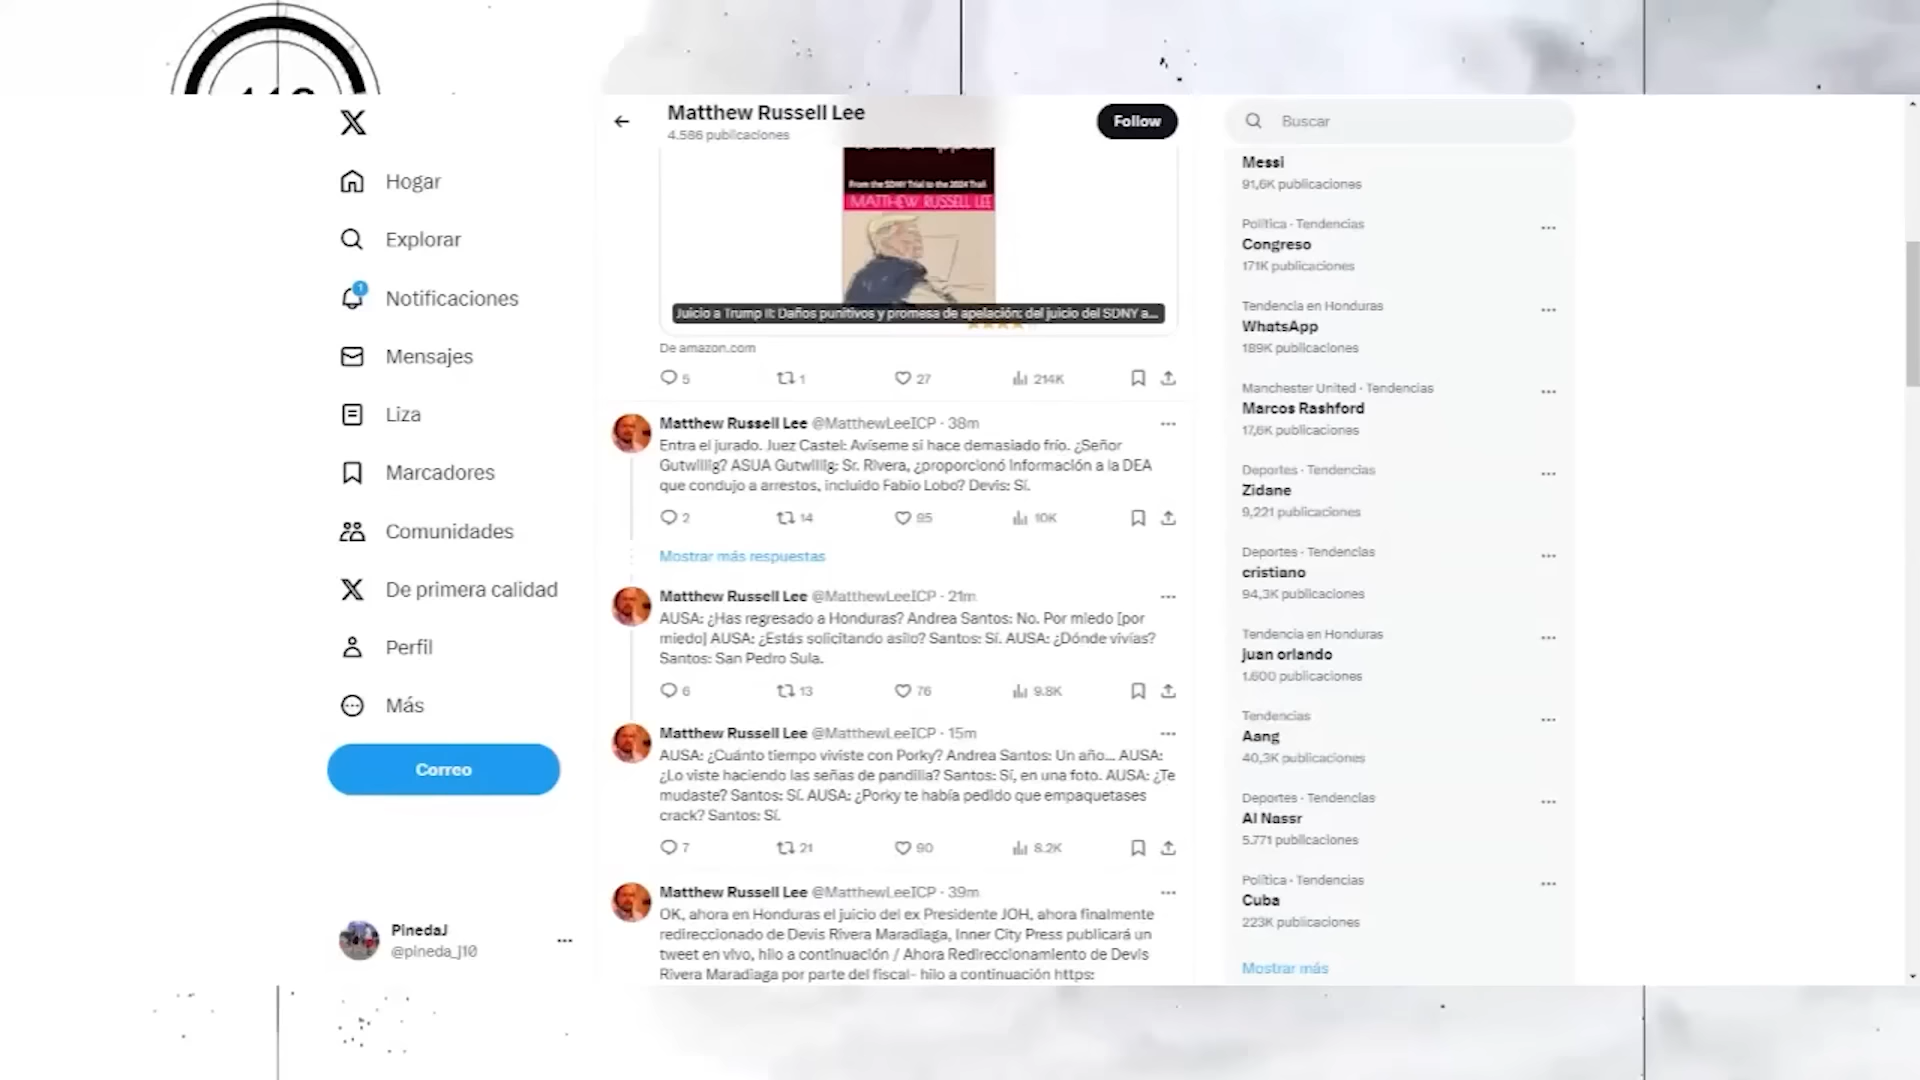 Hogar
Explorar
1
Notificaciones
Mensajes
Liza
Marcadores
Comunidades
De primera calidad
Perfil
Más
Correo
PinedaJ
@pineda_j10
Matthew Russell Lee
4.586 publicaciones
Follow
From the SDNY Trial to the 2024 Trail
MATTHEW RUSSELL LEE
Juicio a Trump II: Daños punitivos y promesa de apelación: del juicio del SDNY a...
De amazon.com
5 1 27 214K
Matthew Russell Lee @MatthewLeeICP · 38m
Entra el jurado. Juez Castel: Avíseme si hace demasiado frío. ¿Señor
Gutwillig? ASUA Gutwillig: Sr. Rivera, ¿proporcionó información a la DEA
que condujo a arrestos, incluido Fabio Lobo? Devis: Sí.
2 14 95 10K
Mostrar más respuestas
Matthew Russell Lee @MatthewLeeICP · 21m
AUSA: ¿Has regresado a Honduras? Andrea Santos: No. Por miedo [por
miedo] AUSA: ¿Estás solicitando asilo? Santos: Sí. AUSA: ¿Dónde vivías?
Santos: San Pedro Sula.
6 13 76 9.8K
Matthew Russell Lee @MatthewLeeICP · 15m
AUSA: ¿Cuánto tiempo viviste con Porky? Andrea Santos: Un año... AUSA:
¿Lo viste haciendo las señas de pandilla? Santos: Sí, en una foto. AUSA: ¿Te
mudaste? Santos: Sí. AUSA: ¿Porky te había pedido que empaquetases
crack? Santos: Sí.
7 21 90 8.2K
Matthew Russell Lee @MatthewLeeICP · 39m
OK, ahora en Honduras el juicio del ex Presidente JOH, ahora finalmente
redireccionado de Devis Rivera Maradiaga, Inner City Press publicará un
tweet en vivo, hilo a continuación / Ahora Redireccionamiento de Devis
Rivera Maradiaga por parte del fiscal- hilo a continuación https:
Buscar
Messi
91,6K publicaciones
Política · Tendencias
Congreso
171K publicaciones
Tendencia en Honduras
WhatsApp
189K publicaciones
Manchester United · Tendencias
Marcos Rashford
17,6K publicaciones
Deportes · Tendencias
Zidane
9,221 publicaciones
Deportes · Tendencias
cristiano
94,3K publicaciones
Tendencia en Honduras
juan orlando
1.600 publicaciones
Tendencias
Aang
40,3K publicaciones
Deportes · Tendencias
Al Nassr
5.771 publicaciones
Política · Tendencias
Cuba
223K publicaciones
Mostrar más